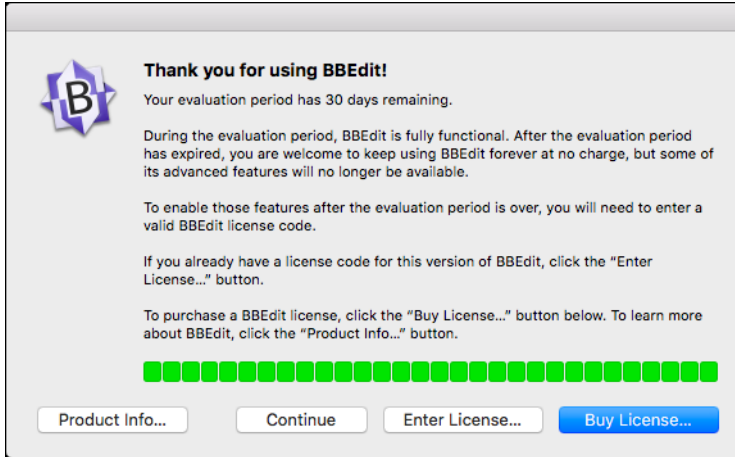 B
Thank you for using BBEdit!
Your evaluation period has 30 days remaining.
During the evaluation period, BBEdit is fully functional. After the evaluation period
has expired, you are welcome to keep using BBEdit forever at no charge, but some of
its advanced features will no longer be available.
To enable those features after the evaluation period is over, you will need to enter a
valid BBEdit license code.
If you already have a license code for this version of BBEdit, click the “Enter
License...” button.
To purchase a BBEdit license, click the “Buy License...” button below. To learn more
about BBEdit, click the “Product Info...” button.
Product Info... Continue Enter License... Buy License...